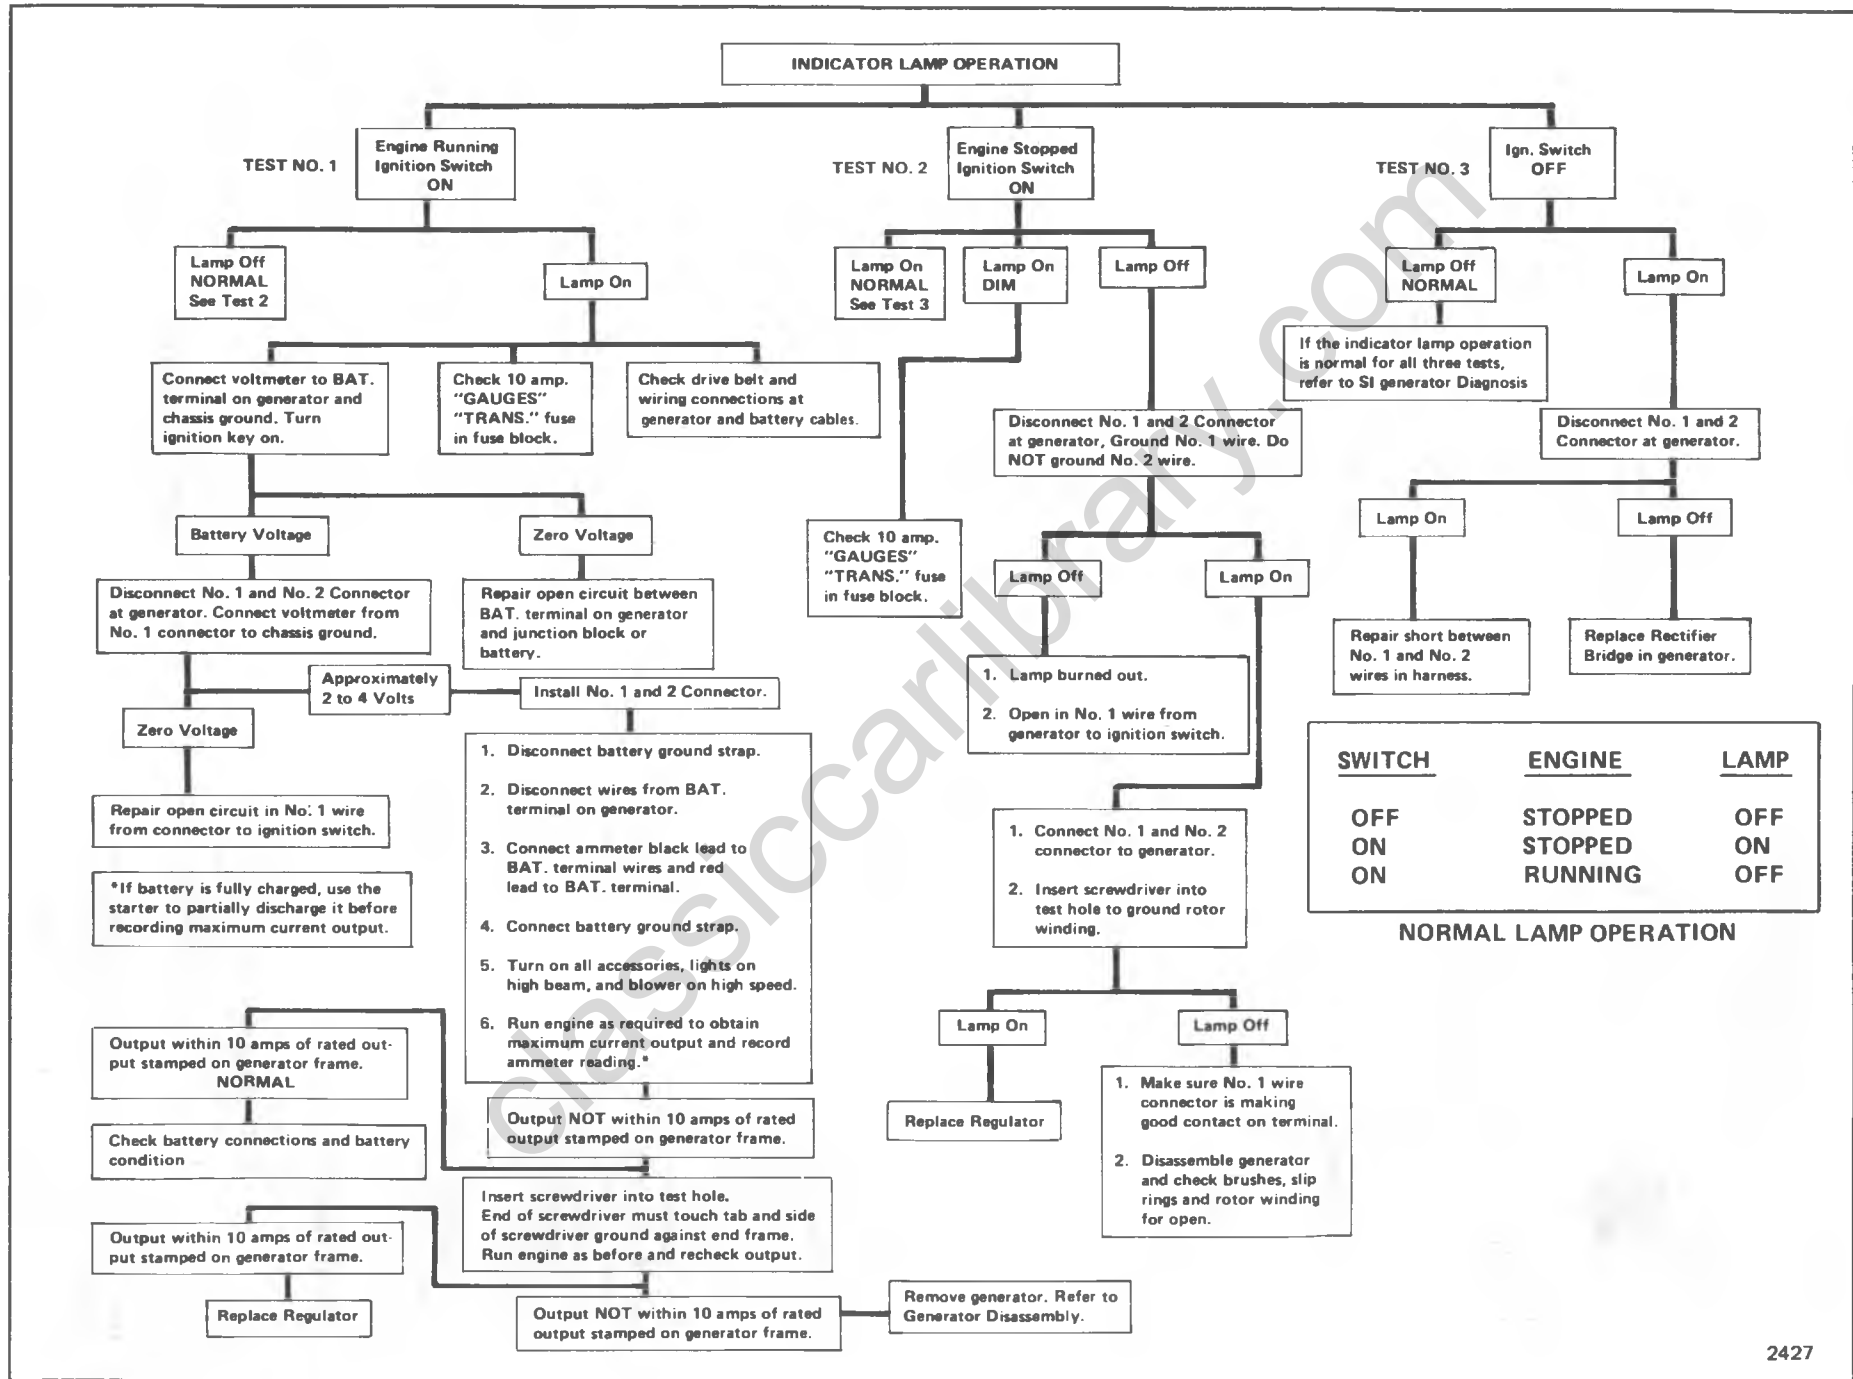 INDICATOR LAMP OPERATION
TEST NO. 1
Engine Running
Ignition Switch
ON
Lamp Off
NORMAL
See Test 2
Lamp On
Connect voltmeter to BAT.
terminal on generator and
chassis ground. Turn
ignition key on.
Check 10 amp.
"GAUGES"
"TRANS." fuse
in fuse block.
Check drive belt and
wiring connections at
generator and battery cables.
Battery Voltage
Zero Voltage
Disconnect No. 1 and No. 2 Connector
at generator. Connect voltmeter from
No. 1 connector to chassis ground.
Repair open circuit between
BAT. terminal on generator
and junction block or
battery.
Approximately
2 to 4 Volts
Install No. 1 and 2 Connector.
Zero Voltage
Repair open circuit in No. 1 wire
from connector to ignition switch.
*If battery is fully charged, use the
starter to partially discharge it before
recording maximum current output.
1. Disconnect battery ground strap.
2. Disconnect wires from BAT.
terminal on generator.
3. Connect ammeter black lead to
BAT. terminal wires and red
lead to BAT. terminal.
4. Connect battery ground strap.
5. Turn on all accessories, lights on
high beam, and blower on high speed.
6. Run engine as required to obtain
maximum current output and record
ammeter reading.*
Output within 10 amps of rated out-
put stamped on generator frame.
NORMAL
Check battery connections and battery
condition
Output NOT within 10 amps of rated
output stamped on generator frame.
Insert screwdriver into test hole.
End of screwdriver must touch tab and side
of screwdriver ground against end frame.
Run engine as before and recheck output.
Output within 10 amps of rated out-
put stamped on generator frame.
Replace Regulator
Output NOT within 10 amps of rated
output stamped on generator frame.
Remove generator. Refer to
Generator Disassembly.
TEST NO. 2
Engine Stopped
Ignition Switch
ON
Lamp On
NORMAL
See Test 3
Lamp On
DIM
Lamp Off
Check 10 amp.
"GAUGES"
"TRANS." fuse
in fuse block.
Disconnect No. 1 and 2 Connector
at generator, Ground No. 1 wire. Do
NOT ground No. 2 wire.
Lamp Off
Lamp On
1. Lamp burned out.
2. Open in No. 1 wire from
generator to ignition switch.
1. Connect No. 1 and No. 2
connector to generator.
2. Insert screwdriver into
test hole to ground rotor
winding.
Lamp On
Lamp Off
Replace Regulator
1. Make sure No. 1 wire
connector is making
good contact on terminal.
2. Disassemble generator
and check brushes, slip
rings and rotor winding
for open.
TEST NO. 3
Ign. Switch
OFF
Lamp Off
NORMAL
Lamp On
If the indicator lamp operation
is normal for all three tests,
refer to SI generator Diagnosis
Disconnect No. 1 and 2
Connector at generator.
Lamp On
Lamp Off
Repair short between
No. 1 and No. 2
wires in harness.
Replace Rectifier
Bridge in generator.
SWITCH ENGINE LAMP
OFF STOPPED OFF
ON STOPPED ON
ON RUNNING OFF
NORMAL LAMP OPERATION
2427
classiccarlibrary.com